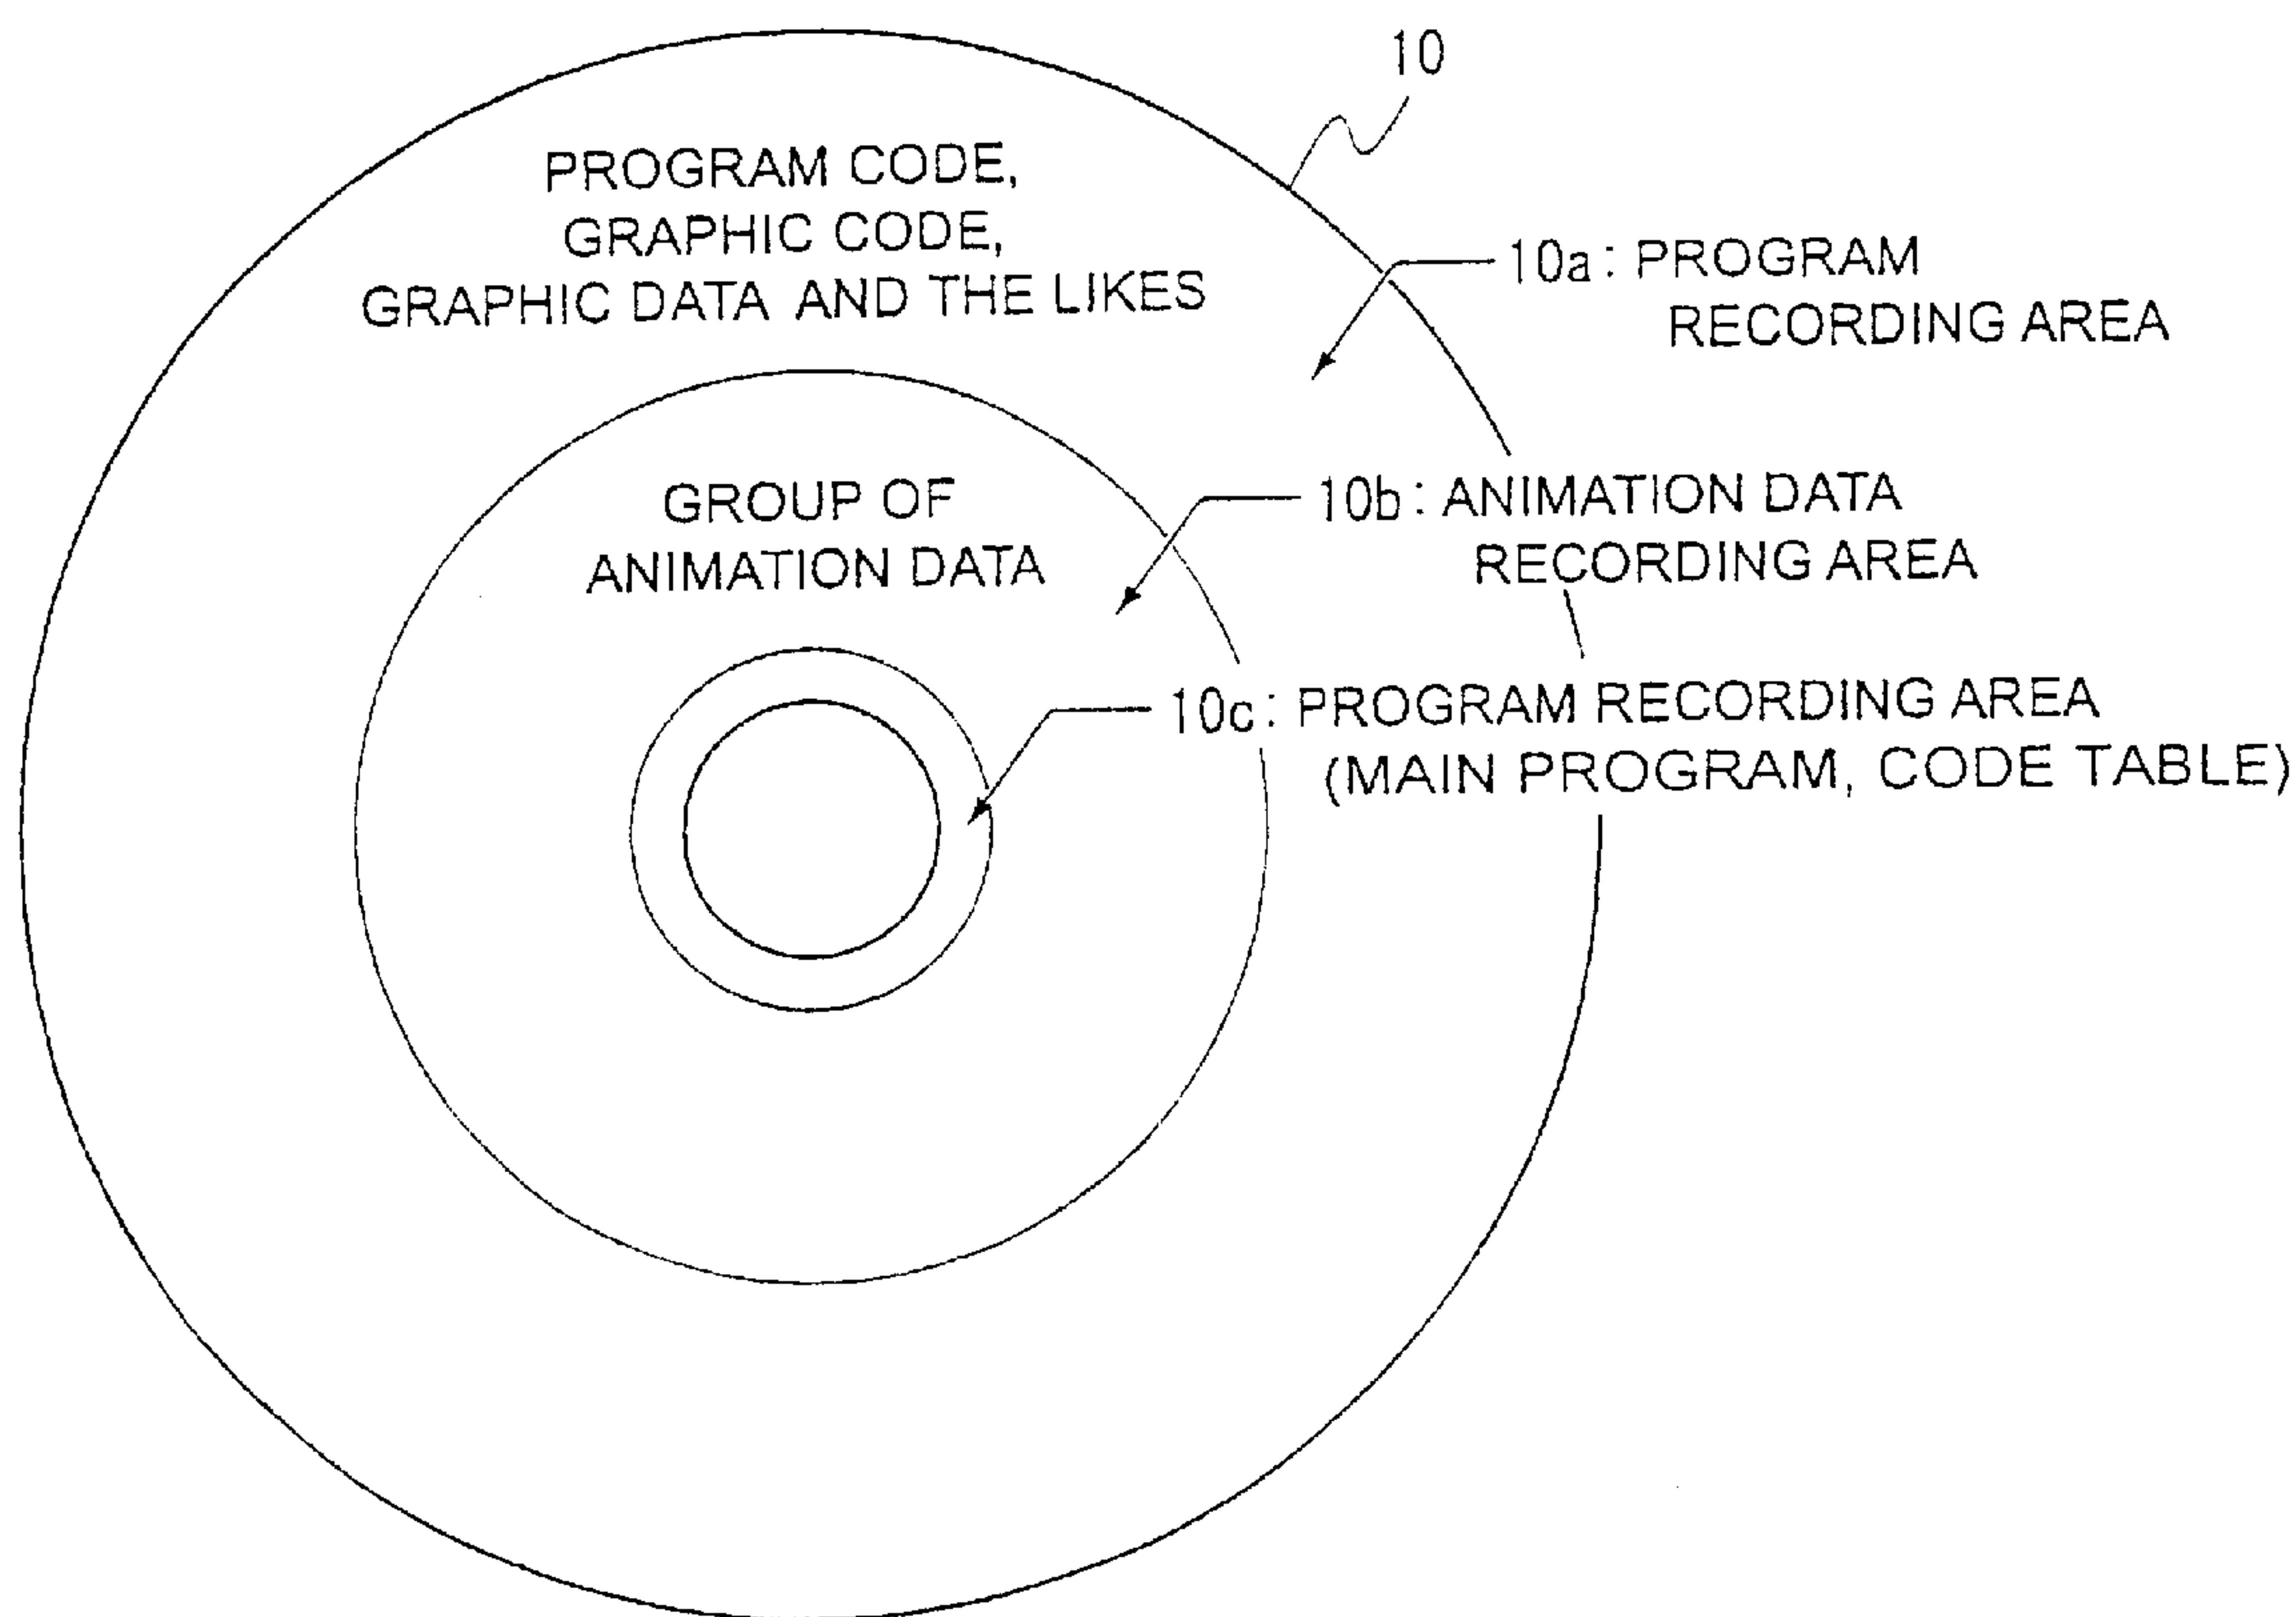 10
PROGRAM CODE,
GRAPHIC CODE,
GRAPHIC DATA AND THE LIKES
10a: PROGRAM
RECORDING AREA
GROUP OF
ANIMATION DATA
10b: ANIMATION DATA
RECORDING AREA
10c: PROGRAM RECORDING AREA
(MAIN PROGRAM, CODE TABLE)